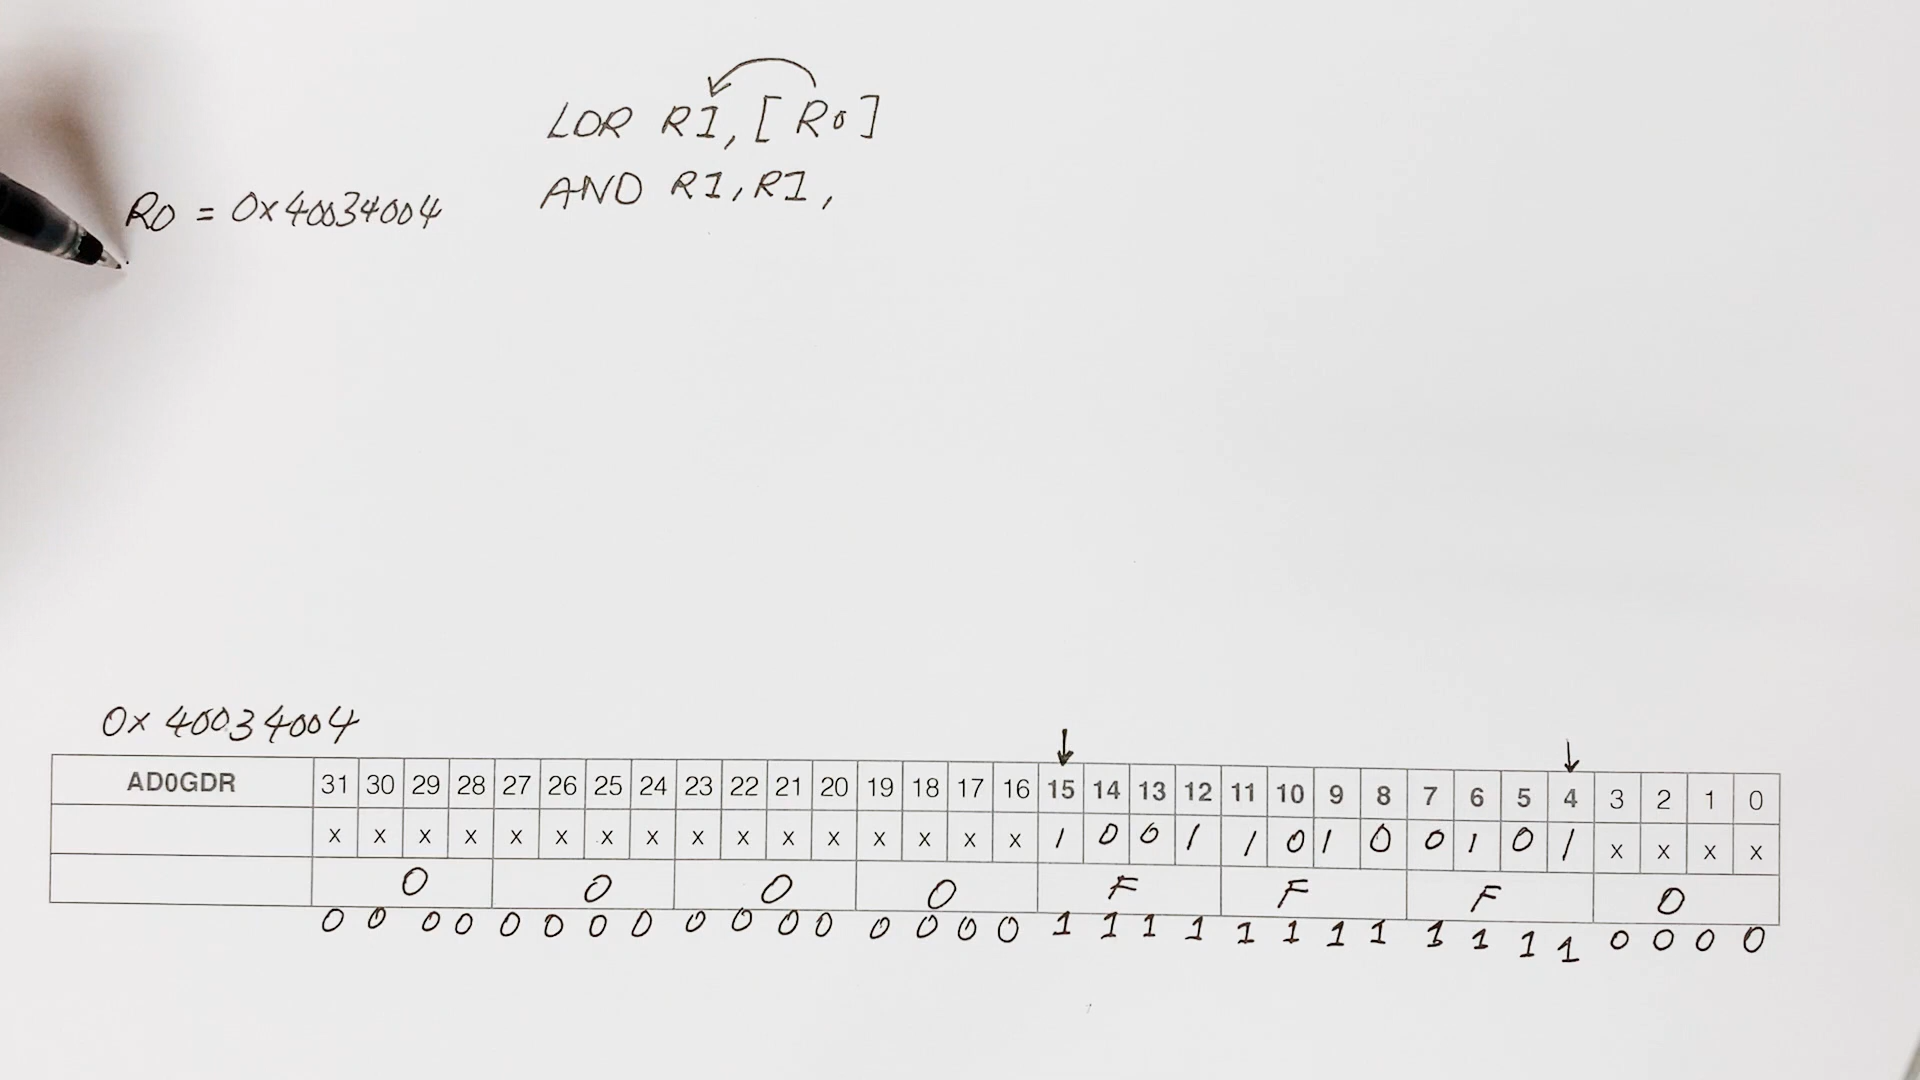 LDR R1, [R0]
AND R1, R1,
R0 = 0x40034004
0x 40034004
AD0GDR 31 30 29 28 27 26 25 24 23 22 21 20 19 18 17 16 15 14 13 12 11 10 9 8 7 6 5 4 3 2 1 0
x x x x x x x x x x x x x x x x 1 0 0 1 1 0 1 0 0 1 0 1 x x x x
0 0 0 0 F F F 0
0 0 0 0 0 0 0 0 0 0 0 0 0 0 0 0 1 1 1 1 1 1 1 1 1 1 1 1 0 0 0 0